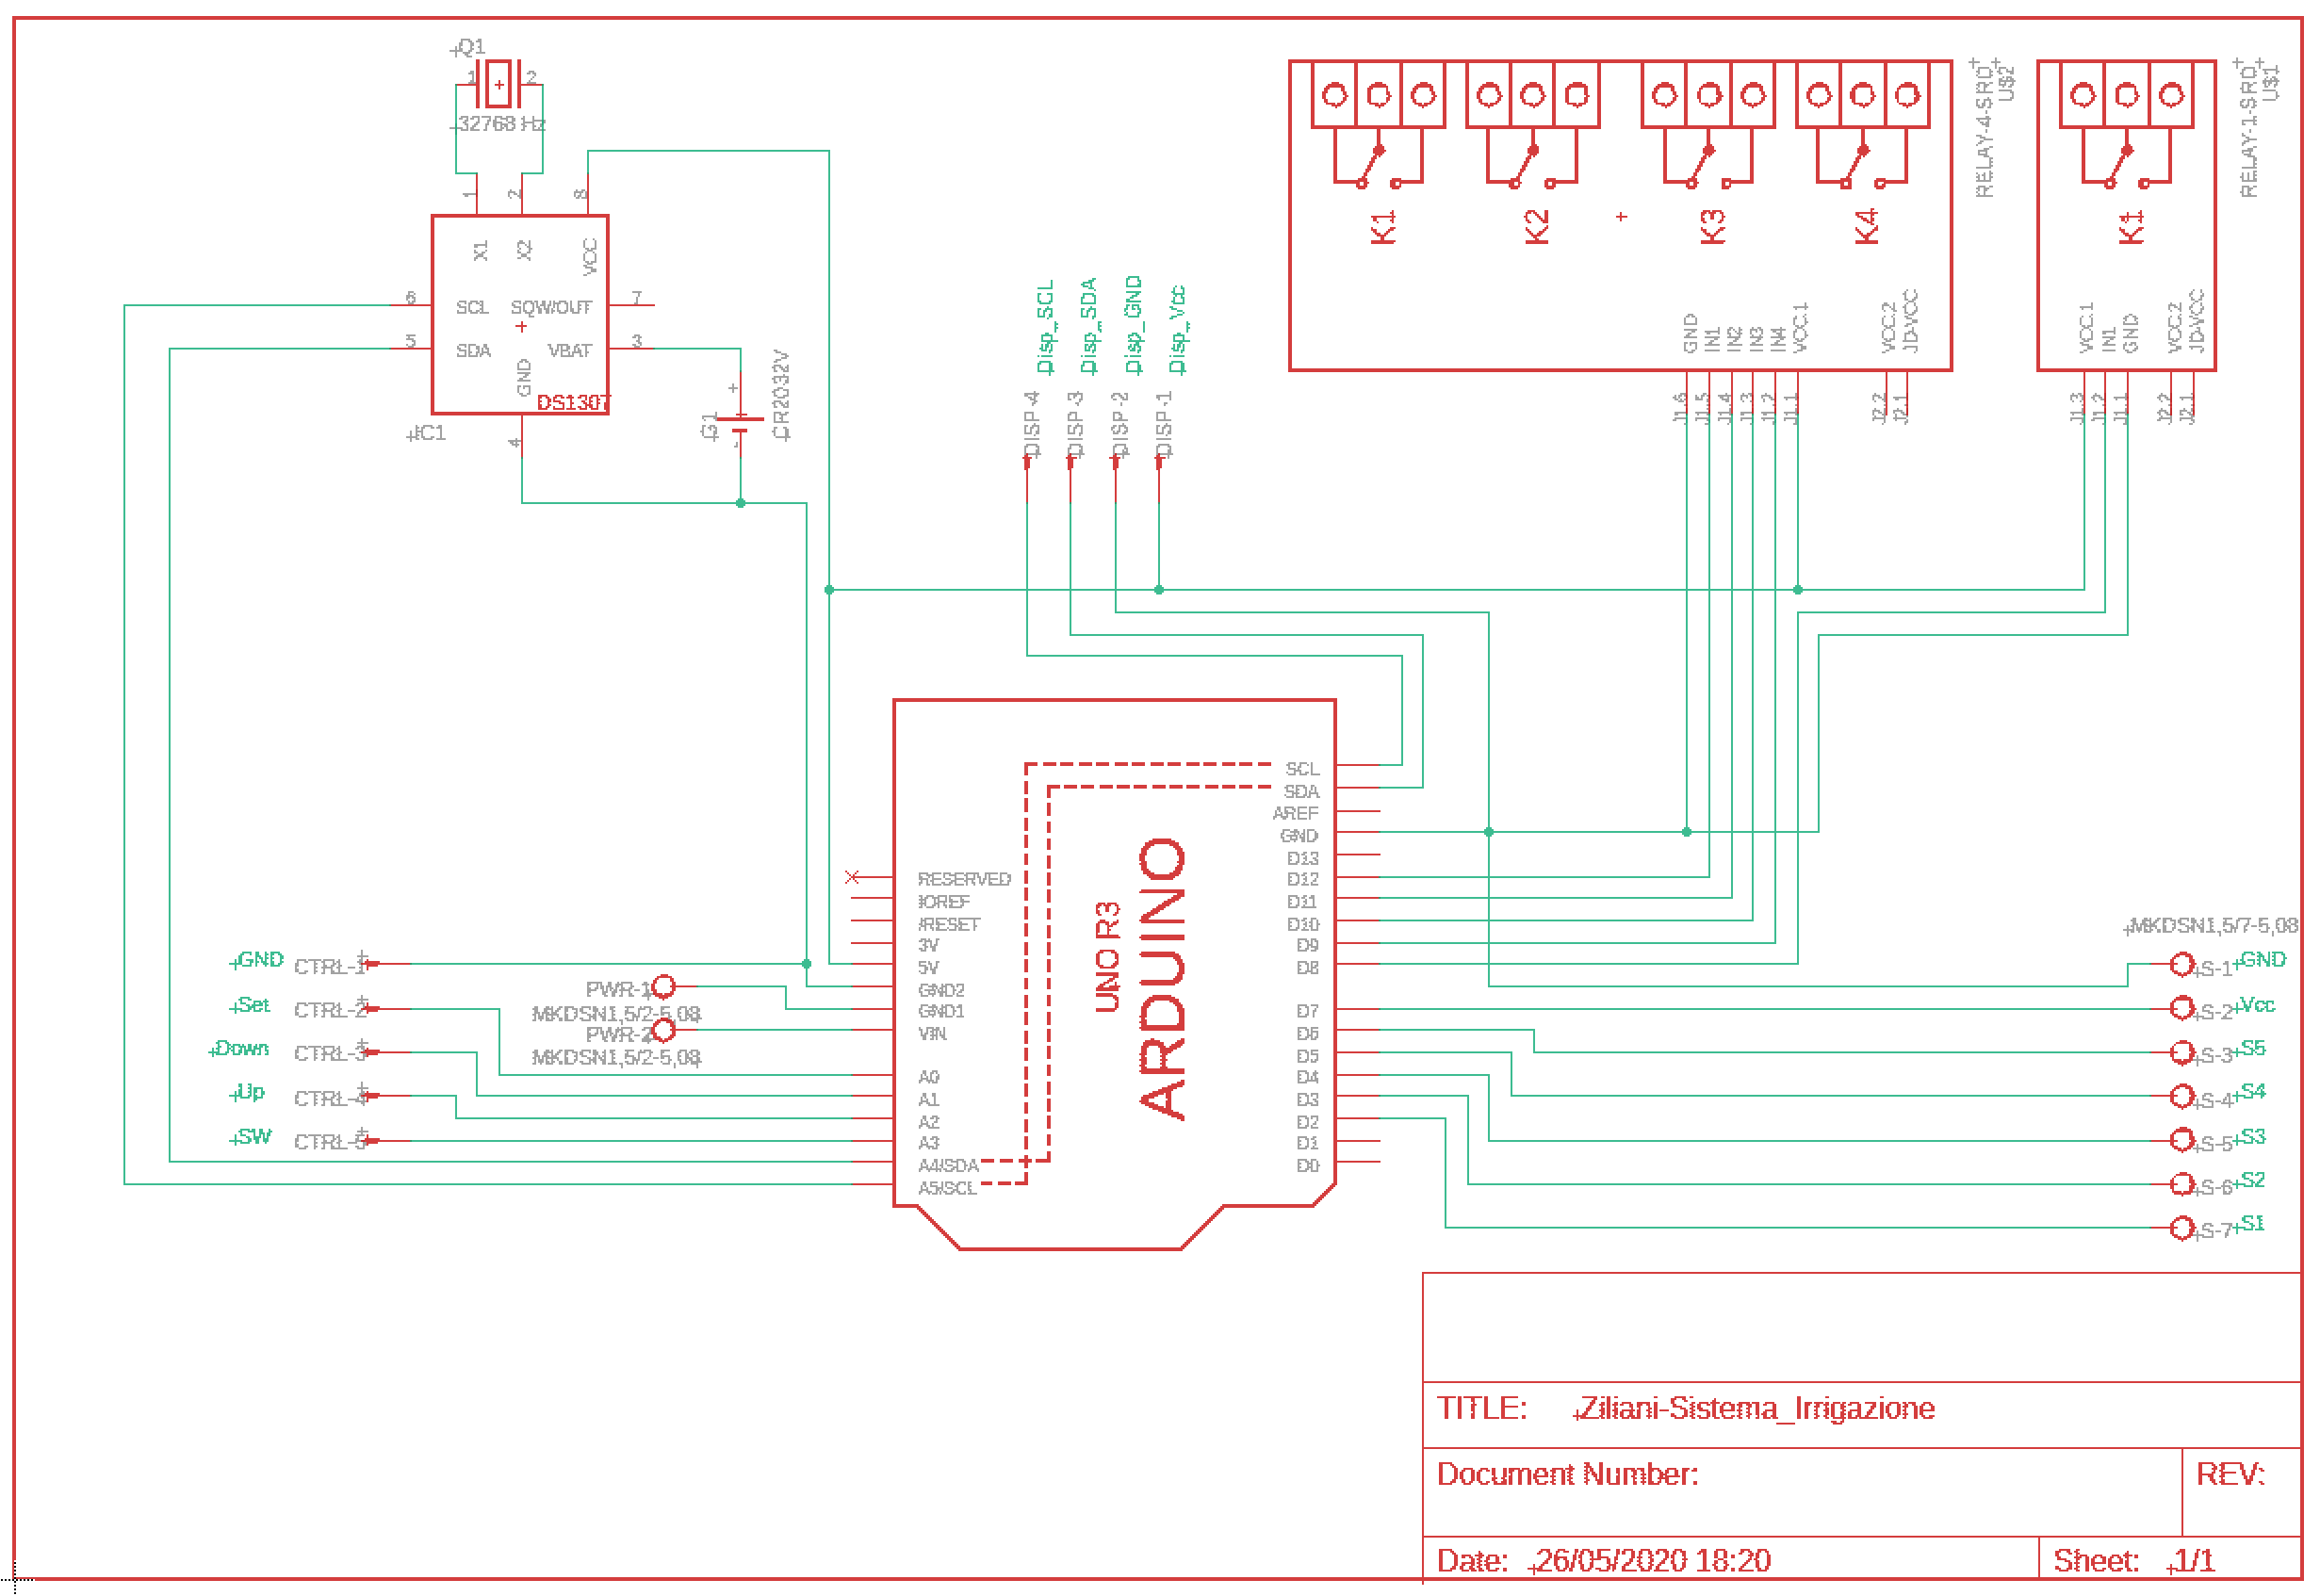 Q1
1 2
32768 Hz
1 2 8
X1 X2 VCC
6 SCL SQW/OUT 7
5 SDA VBAT 3
GND
DS1307
IC1
4
G1
+
-
CR2032V
Disp_SCL
Disp_SDA
Disp_GND
Disp_Vcc
DISP-4
DISP-3
DISP-2
DISP-1
K1
K2
K3
K4
RELAY-4-SRD
U$2
GND
IN1
IN2
IN3
IN4
VCC.1
VCC.2
JD-VCC
J1.6
J1.5
J1.4
J1.3
J1.2
J1.1
J2.2
J2.1
K1
RELAY-1-SRD
U$1
VCC.1
IN1
GND
VCC.2
JD-VCC
J1.3
J1.2
J1.1
J2.2
J2.1
ARDUINO
UNO R3
RESERVED
IOREF
/RESET
3V
5V
GND2
GND1
VIN
A0
A1
A2
A3
A4/SDA
A5/SCL
SCL
SDA
AREF
GND
D13
D12
D11
D10
D9
D8
D7
D6
D5
D4
D3
D2
D1
D0
GND CTRL-1
Set CTRL-2
Down CTRL-3
Up CTRL-4
SW CTRL-5
PWR-1
MKDSN1,5/2-5,08
PWR-2
MKDSN1,5/2-5,08
MKDSN1,5/7-5,08
S-1 GND
S-2 Vcc
S-3 S5
S-4 S4
S-5 S3
S-6 S2
S-7 S1
TITLE: Ziliani-Sistema_Irrigazione
Document Number:
REV:
Date: 26/05/2020 18:20
Sheet: 1/1